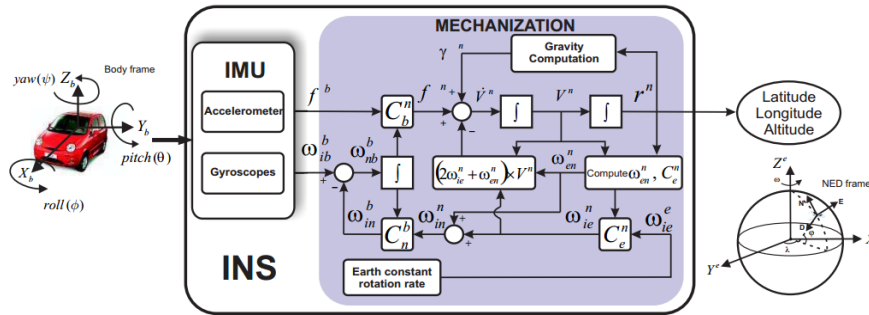 MECHANIZATION
yaw(ψ)
Body frame
Z_b
Y_b
pitch(θ)
X_b
roll(ϕ)
IMU
Accelerometer
Gyroscopes
INS
f^b
C_b^n
f^n
γ^n
Gravity
Computation
+
+
−
V̇^n
∫
V^n
∫
r^n
Latitude
Longitude
Altitude
ω_ib^b
+
−
ω_nb^b
∫
(2ω_ie^n + ω_en^n) × V^n
ω_en^n
Compute ω_en^n, C_e^n
ω_in^b
C_n^b
ω_in^n
+
+
ω_ie^n
C_e^n
ω_ie^e
Earth constant
rotation rate
Z^e
ω
NED frame
N
E
D
φ
λ
X
Y^e